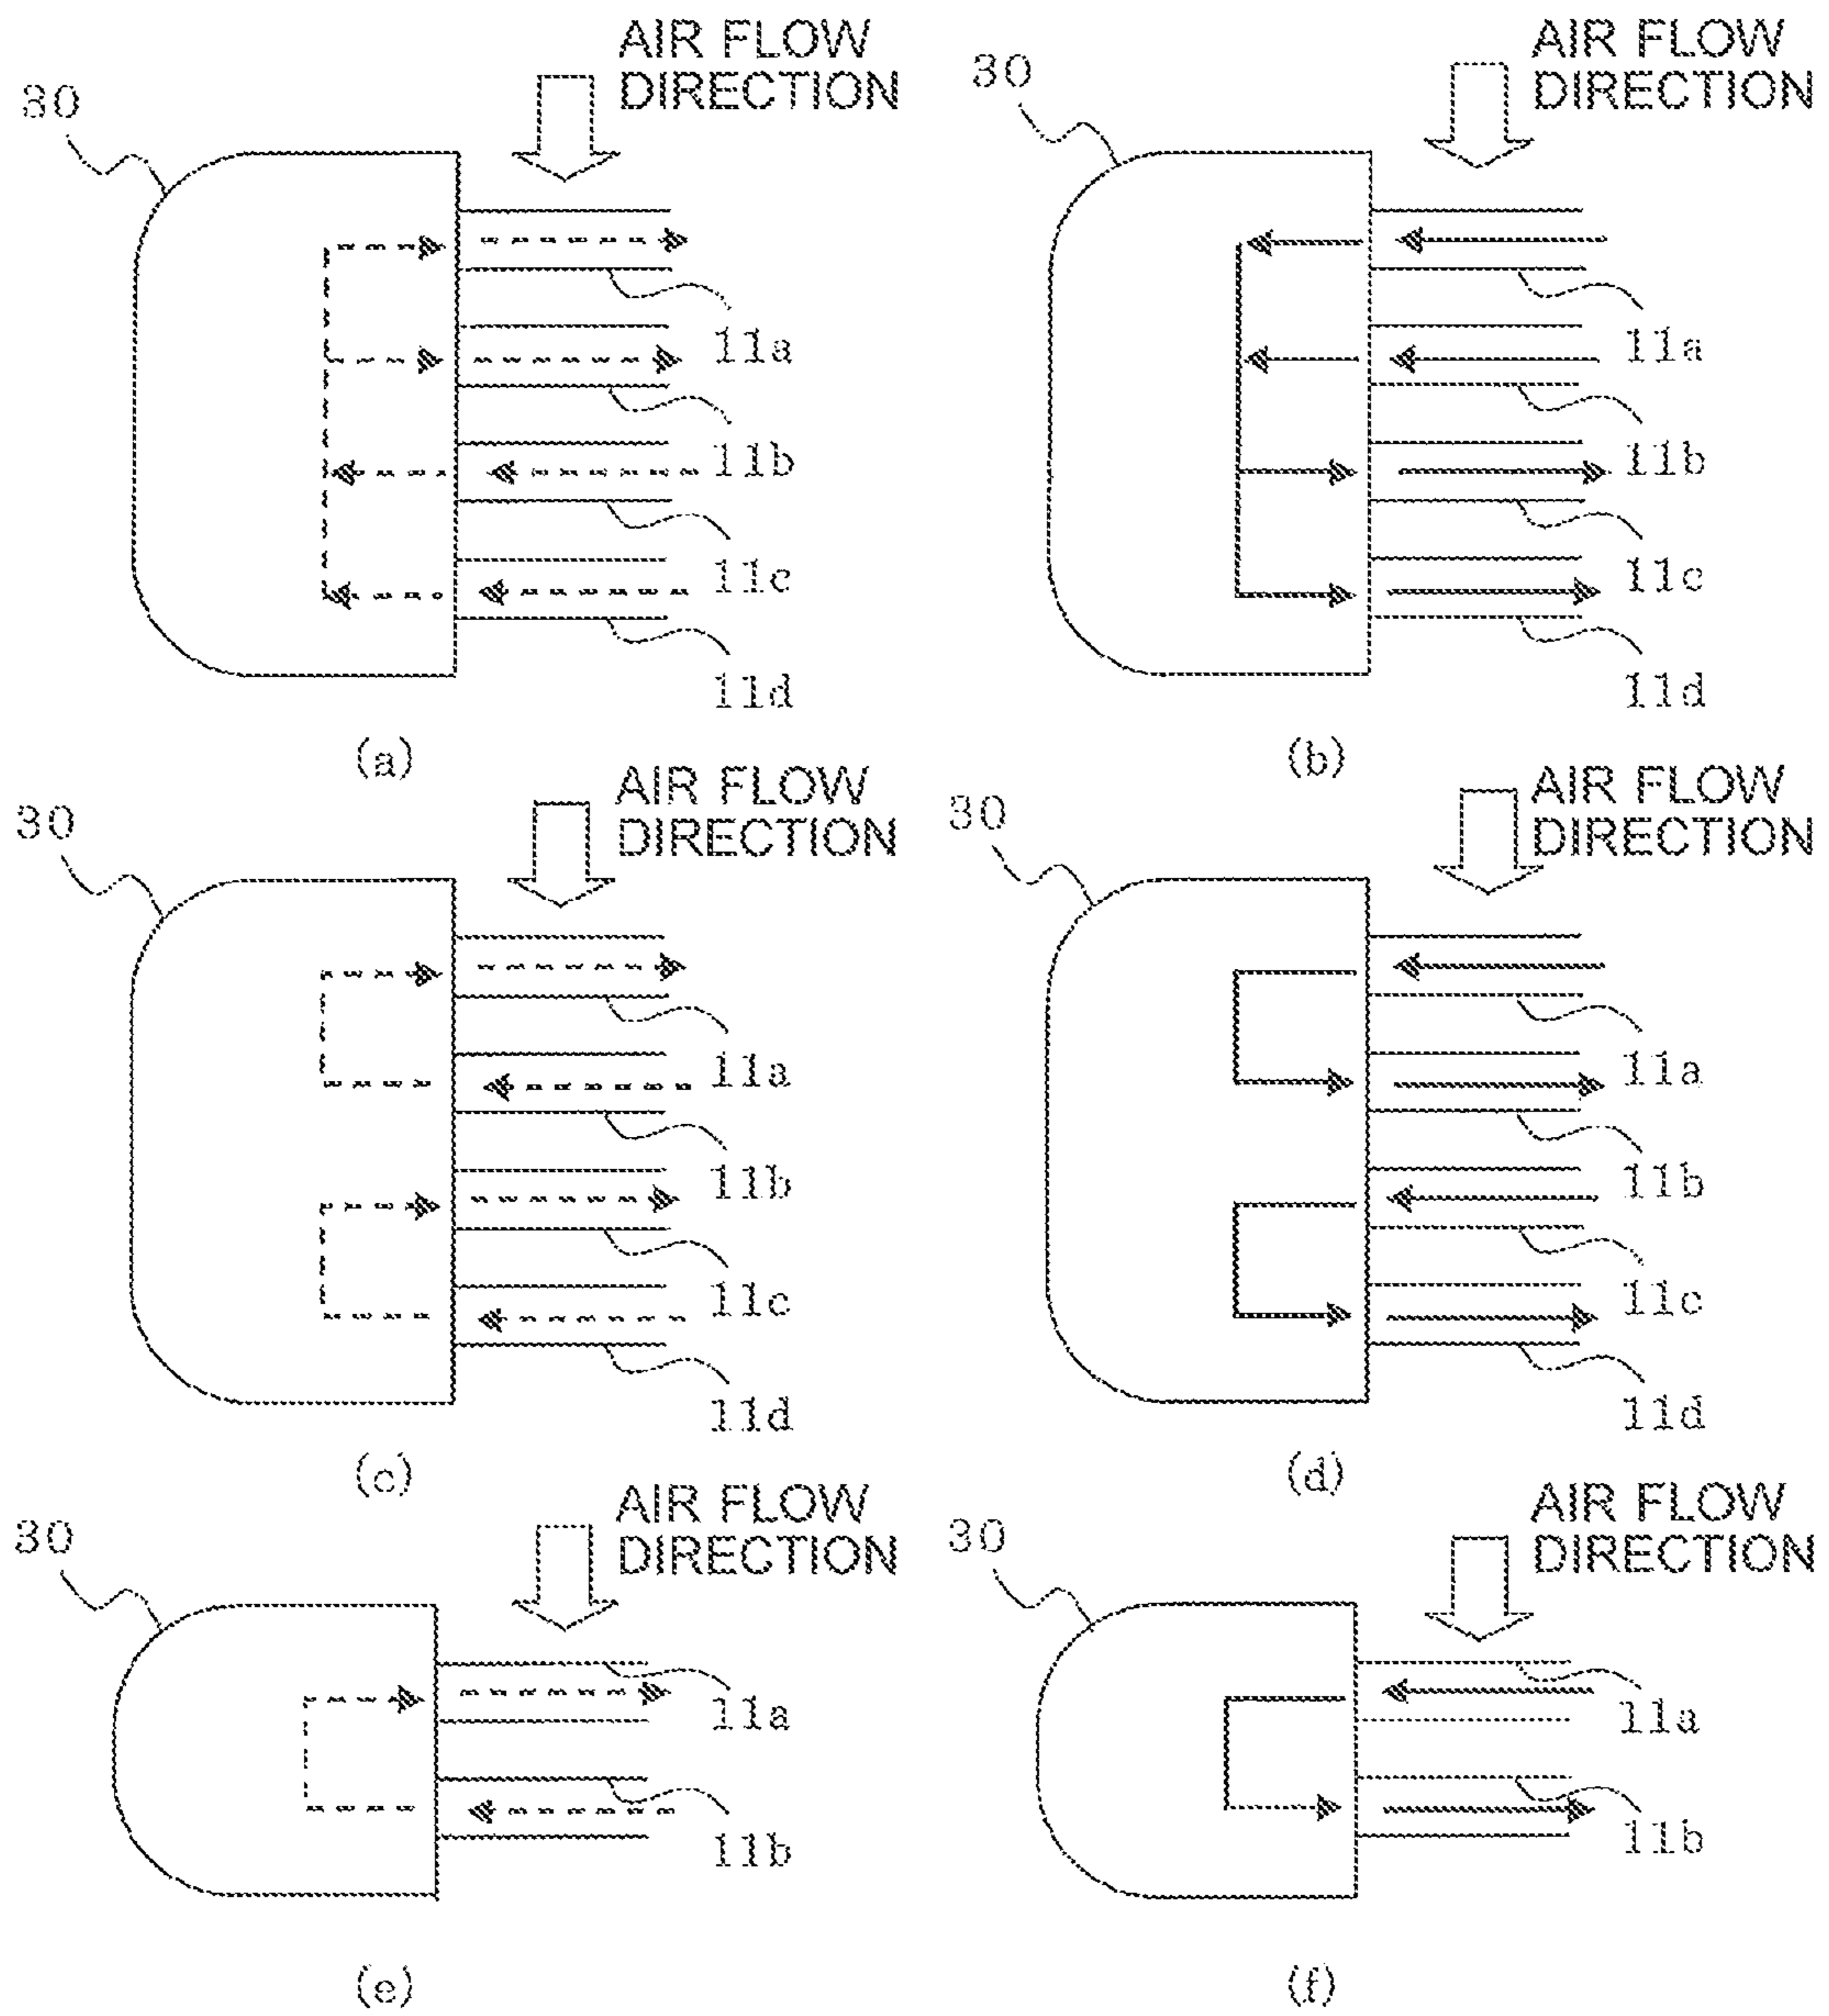 AIR FLOW
DIRECTION
30
11a
11b
11c
11d
(a)
AIR FLOW
DIRECTION
30
11a
11b
11c
11d
(b)
AIR FLOW
DIRECTION
30
11a
11b
11c
11d
(c)
AIR FLOW
DIRECTION
30
11a
11b
11c
11d
(d)
AIR FLOW
DIRECTION
30
11a
11b
(e)
AIR FLOW
DIRECTION
30
11a
11b
(f)